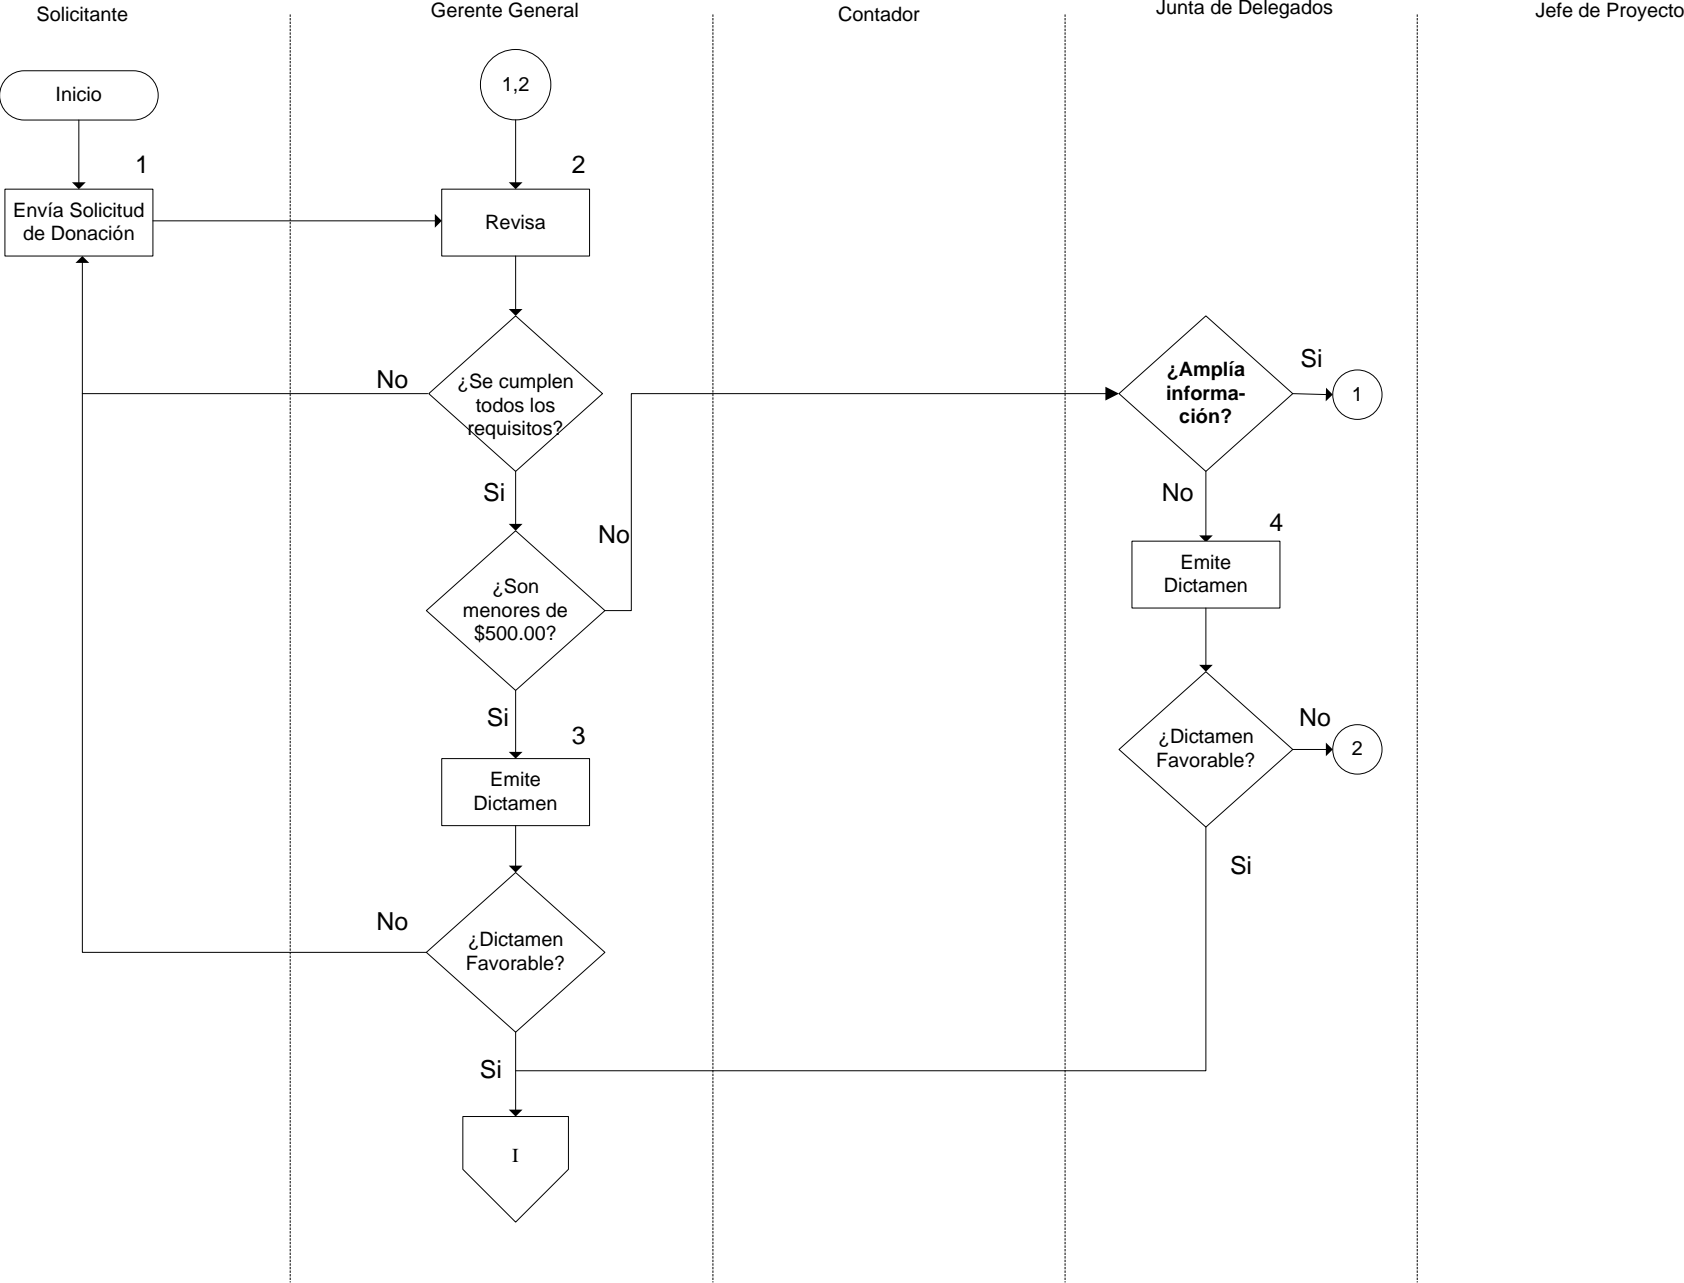 Solicitante
Gerente General
Contador
Junta de Delegados
Jefe de Proyecto
Inicio
1,2
1
2
Envía Solicitud
de Donación
Revisa
No
¿Se cumplen
todos los
requisitos?
¿Amplía
informa-
ción?
Si
1
Si
No
No
4
¿Son
menores de
$500.00?
Emite
Dictamen
Si
3
Emite
Dictamen
¿Dictamen
Favorable?
No
2
Si
No
¿Dictamen
Favorable?
Si
I